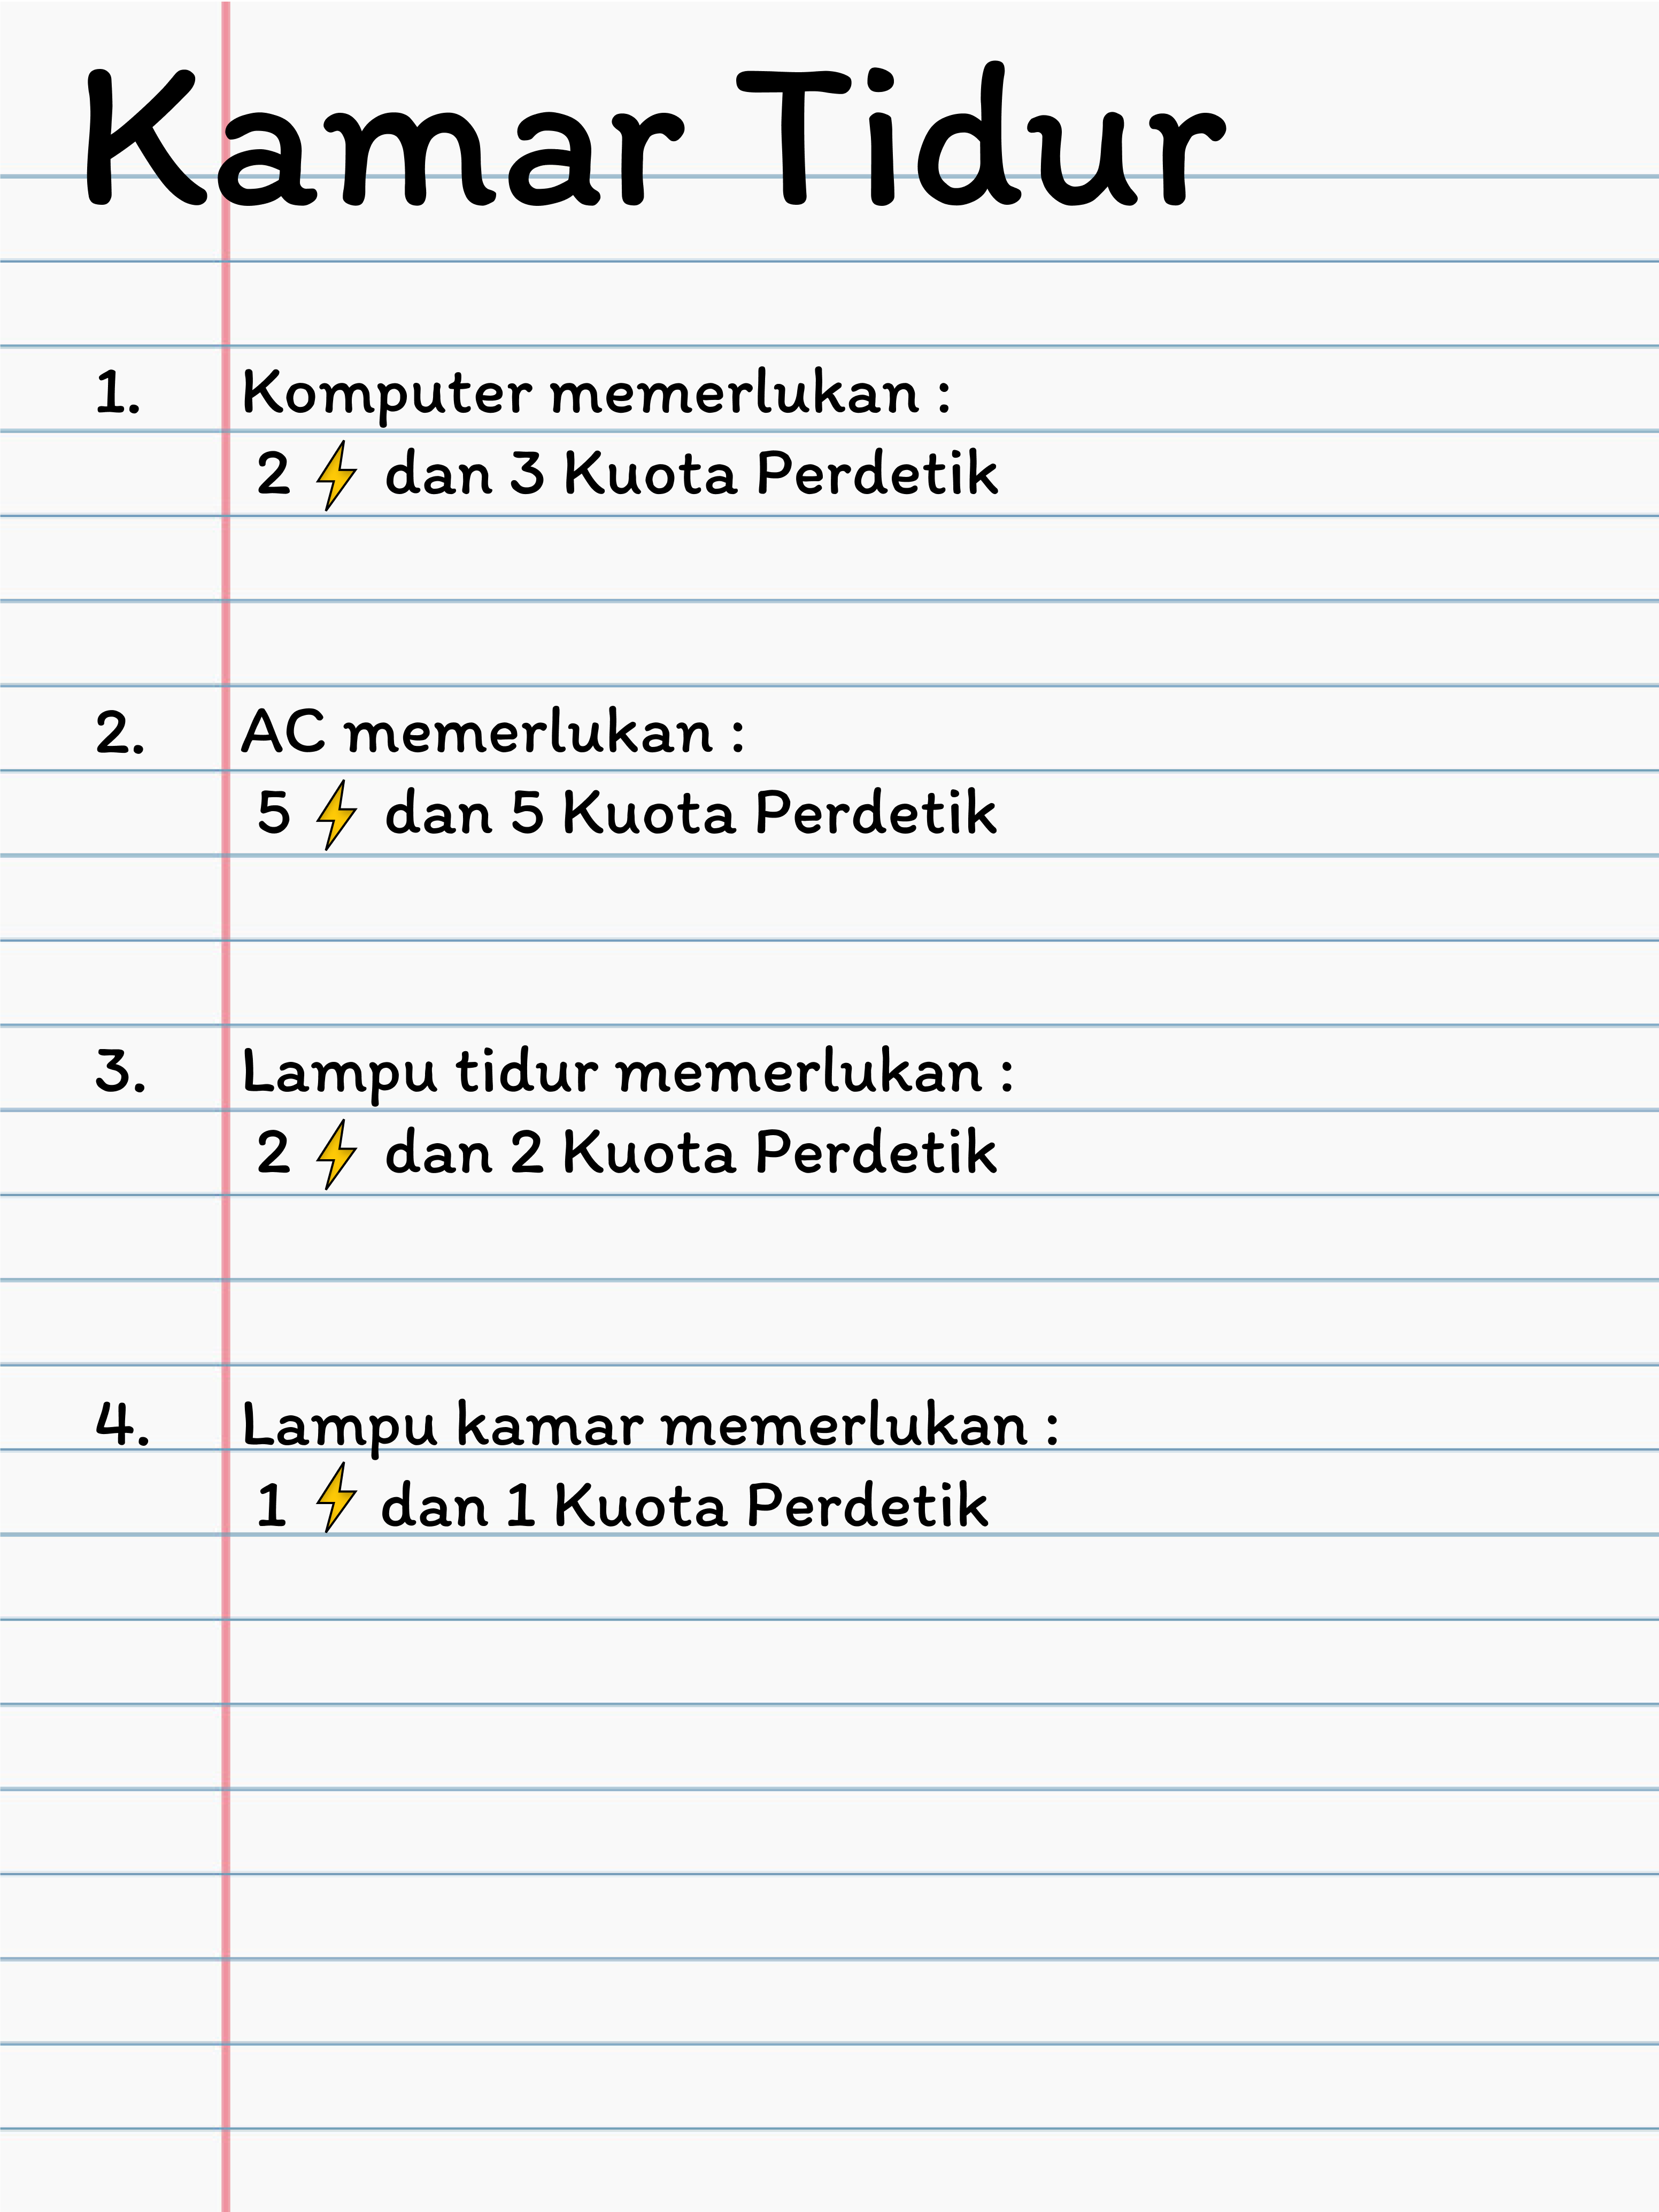 Kamar Tidur
1. Komputer memerlukan :
2 ⚡ dan 3 Kuota Perdetik
2. AC memerlukan :
5 ⚡ dan 5 Kuota Perdetik
3. Lampu tidur memerlukan :
2 ⚡ dan 2 Kuota Perdetik
4. Lampu kamar memerlukan :
1 ⚡ dan 1 Kuota Perdetik